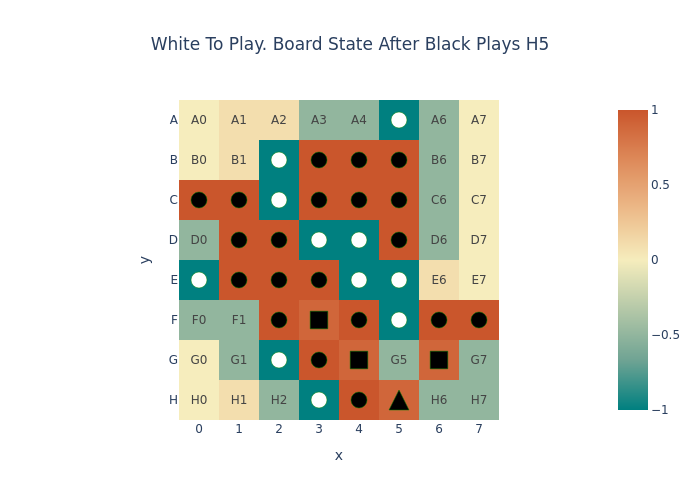 White To Play. Board State After Black Plays H5
A A0 A1 A2 A3 A4 A6 A7 1
B B0 B1 B6 B7
C C6 C7 0.5
D D0 D6 D7
y
E E6 E7 0
F F0 F1
−0.5
G G0 G1 G5 G7
H H0 H1 H2 H6 H7 −1
0 1 2 3 4 5 6 7
x